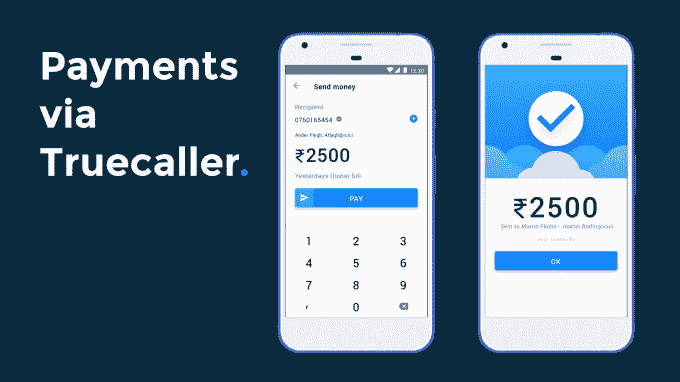 Payments
via
Truecaller.
12.30
Send money
Recipient
0760165454
Ander Flygh, Aflygh@icici
₹2500
Yesterdays Dinner bill
PAY
1 2 3
4 5 6
7 8 9
0
₹2500
Sent to Martin Flodin - martin.flodin@icici
OK